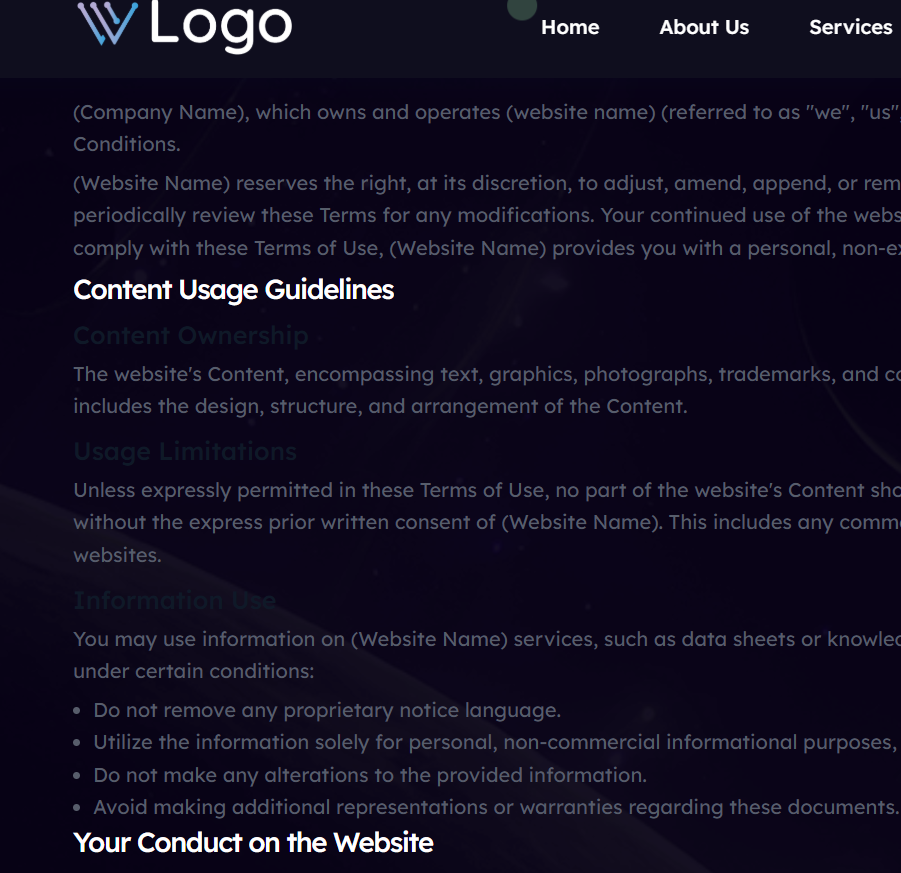 Logo
Home About Us Services
(Company Name), which owns and operates (website name) (referred to as "we", "us",
Conditions.
(Website Name) reserves the right, at its discretion, to adjust, amend, append, or rem
periodically review these Terms for any modifications. Your continued use of the webs
comply with these Terms of Use, (Website Name) provides you with a personal, non-ex
Content Usage Guidelines
Content Ownership
The website's Content, encompassing text, graphics, photographs, trademarks, and co
includes the design, structure, and arrangement of the Content.
Usage Limitations
Unless expressly permitted in these Terms of Use, no part of the website's Content sho
without the express prior written consent of (Website Name). This includes any comme
websites.
Information Use
You may use information on (Website Name) services, such as data sheets or knowled
under certain conditions:
• Do not remove any proprietary notice language.
• Utilize the information solely for personal, non-commercial informational purposes,
• Do not make any alterations to the provided information.
• Avoid making additional representations or warranties regarding these documents.
Your Conduct on the Website